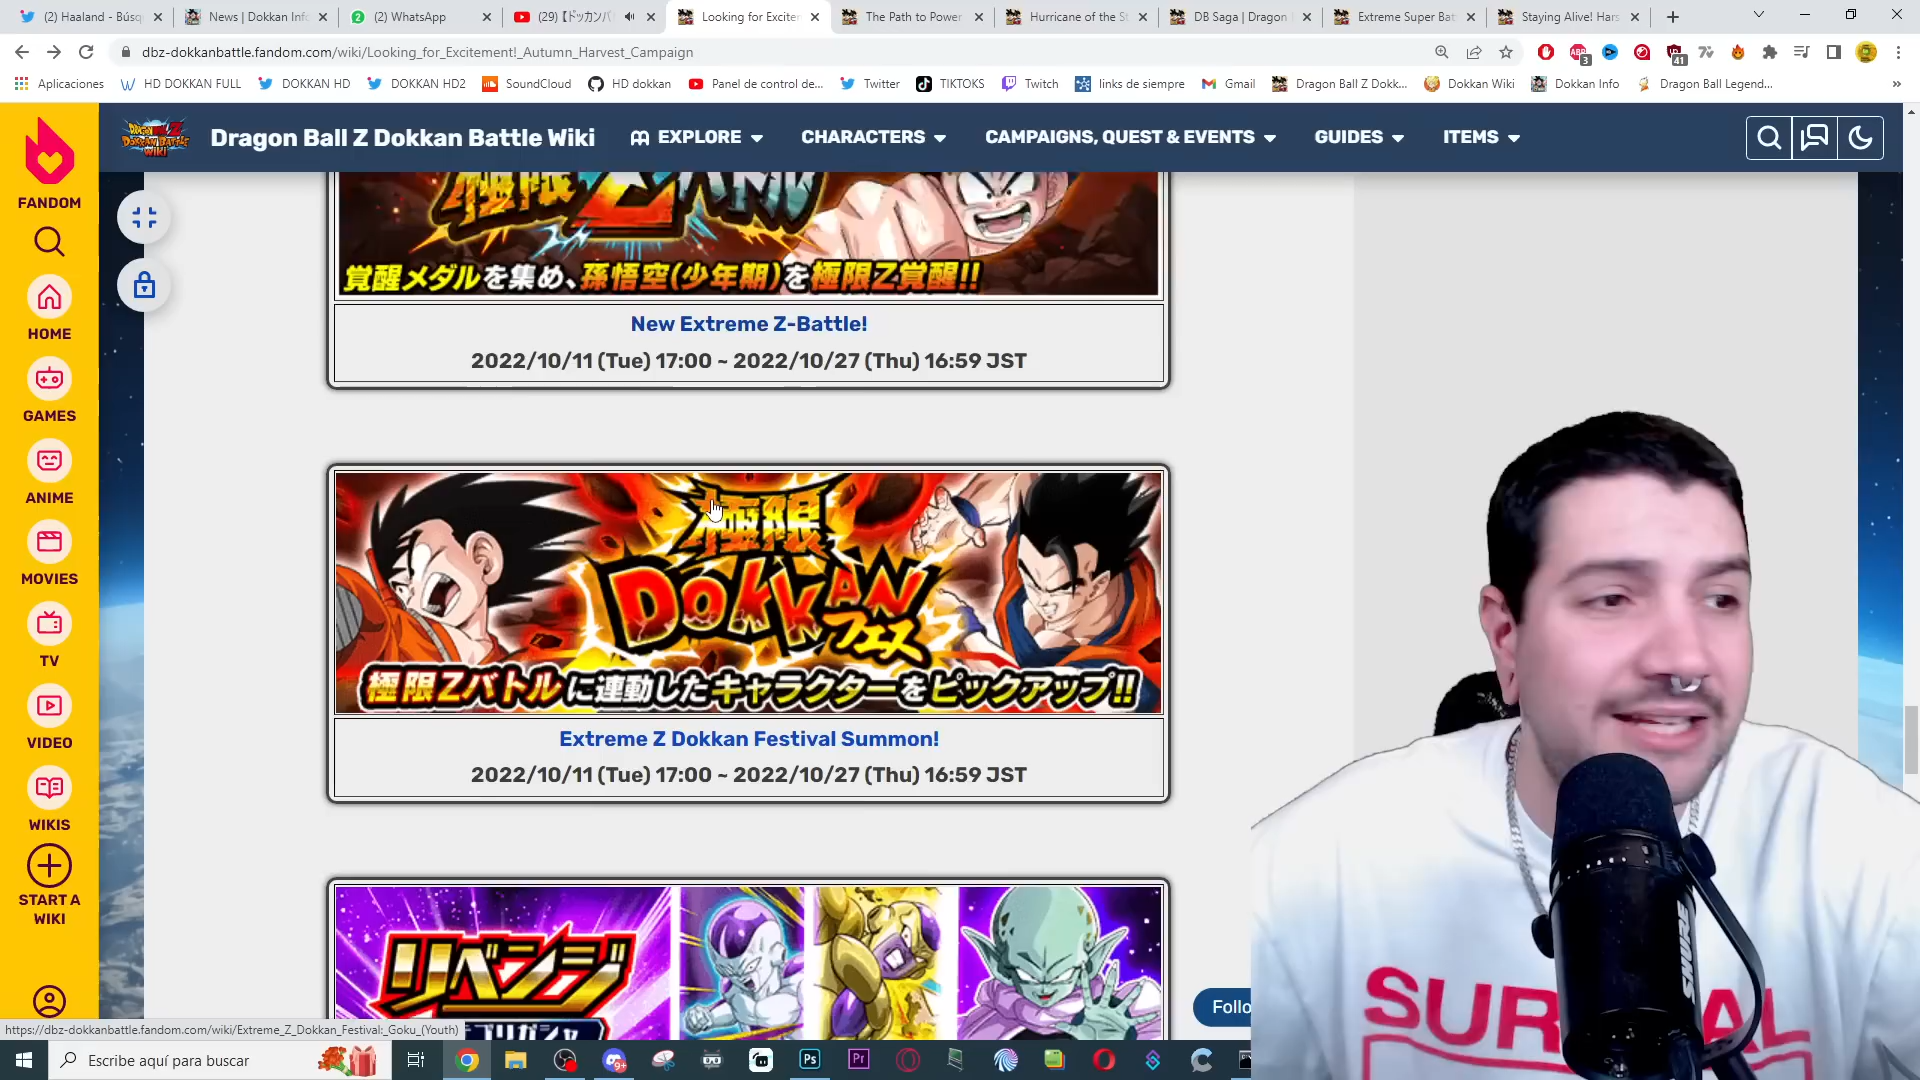 (2) Haaland - Búsq
News | Dokkan Info
(2) WhatsApp
(29) 【ドッカンバ
Looking for Excitem
The Path to Power
Hurricane of the S
DB Saga | Dragon
Extreme Super Bat
Staying Alive! Hars
dbz-dokkanbattle.fandom.com/wiki/Looking_for_Excitement!_Autumn_Harvest_Campaign
3
41
Aplicaciones
HD DOKKAN FULL
DOKKAN HD
DOKKAN HD2
SoundCloud
HD dokkan
Panel de control de...
Twitter
TIKTOKS
Twitch
links de siempre
Gmail
Dragon Ball Z Dokk...
Dokkan Wiki
Dokkan Info
Dragon Ball Legend...
»
Dragon Ball Z Dokkan Battle Wiki
EXPLORE
CHARACTERS
CAMPAIGNS, QUEST & EVENTS
GUIDES
ITEMS
FANDOM
HOME
GAMES
ANIME
MOVIES
TV
VIDEO
WIKIS
START A
WIKI
覚醒メダルを集め、孫悟空(少年期)を極限Z覚醒!!
New Extreme Z-Battle!
2022/10/11 (Tue) 17:00 ~ 2022/10/27 (Thu) 16:59 JST
極限
DOKKAN
フェス
極限Zバトルに連動したキャラクターをピックアップ!!
Extreme Z Dokkan Festival Summon!
2022/10/11 (Tue) 17:00 ~ 2022/10/27 (Thu) 16:59 JST
リベンジ
Follo
SHURE
https://dbz-dokkanbattle.fandom.com/wiki/Extreme_Z_Dokkan_Festival:_Goku_(Youth)
Escribe aquí para buscar
9+
Ps
Pr